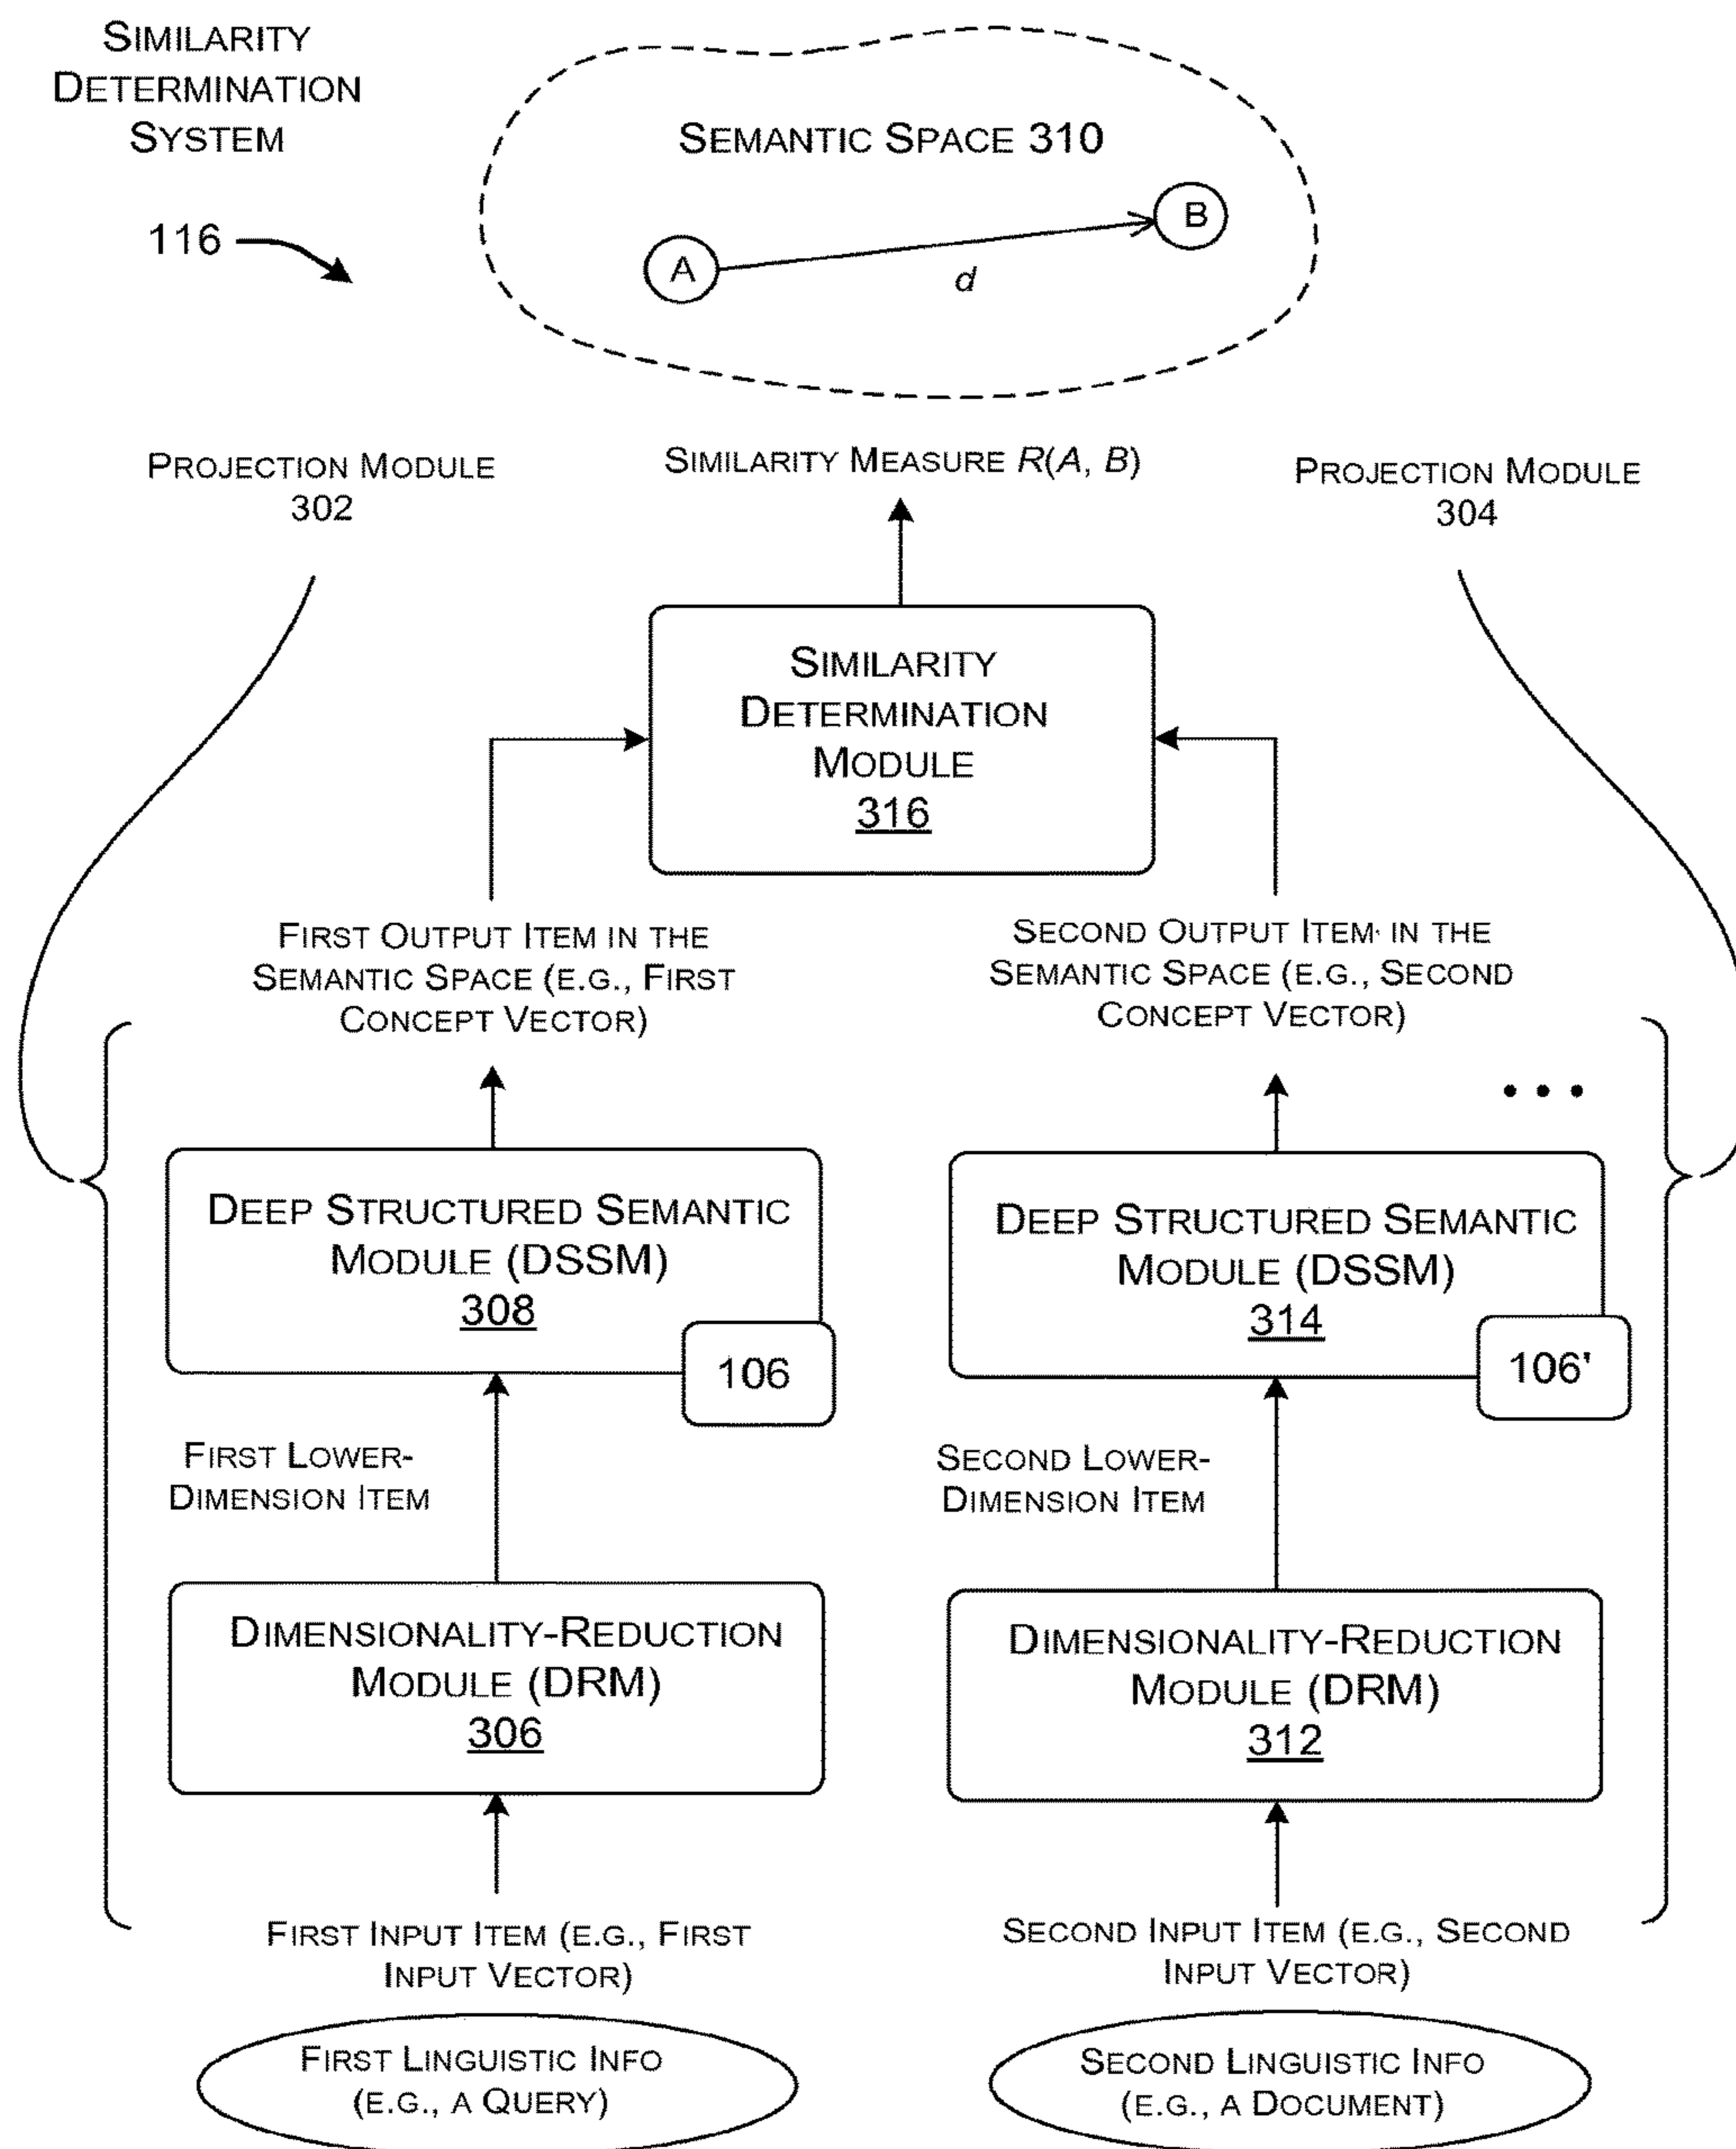 SIMILARITY
DETERMINATION
SYSTEM
116
SEMANTIC SPACE 310
A
B
d
PROJECTION MODULE
302
SIMILARITY MEASURE R(A, B)
PROJECTION MODULE
304
SIMILARITY
DETERMINATION
MODULE
316
FIRST OUTPUT ITEM IN THE
SEMANTIC SPACE (E.G., FIRST
CONCEPT VECTOR)
SECOND OUTPUT ITEM IN THE
SEMANTIC SPACE (E.G., SECOND
CONCEPT VECTOR)
• • •
DEEP STRUCTURED SEMANTIC
MODULE (DSSM)
308
106
DEEP STRUCTURED SEMANTIC
MODULE (DSSM)
314
106'
FIRST LOWER-
DIMENSION ITEM
SECOND LOWER-
DIMENSION ITEM
DIMENSIONALITY-REDUCTION
MODULE (DRM)
306
DIMENSIONALITY-REDUCTION
MODULE (DRM)
312
FIRST INPUT ITEM (E.G., FIRST
INPUT VECTOR)
SECOND INPUT ITEM (E.G., SECOND
INPUT VECTOR)
FIRST LINGUISTIC INFO
(E.G., A QUERY)
SECOND LINGUISTIC INFO
(E.G., A DOCUMENT)